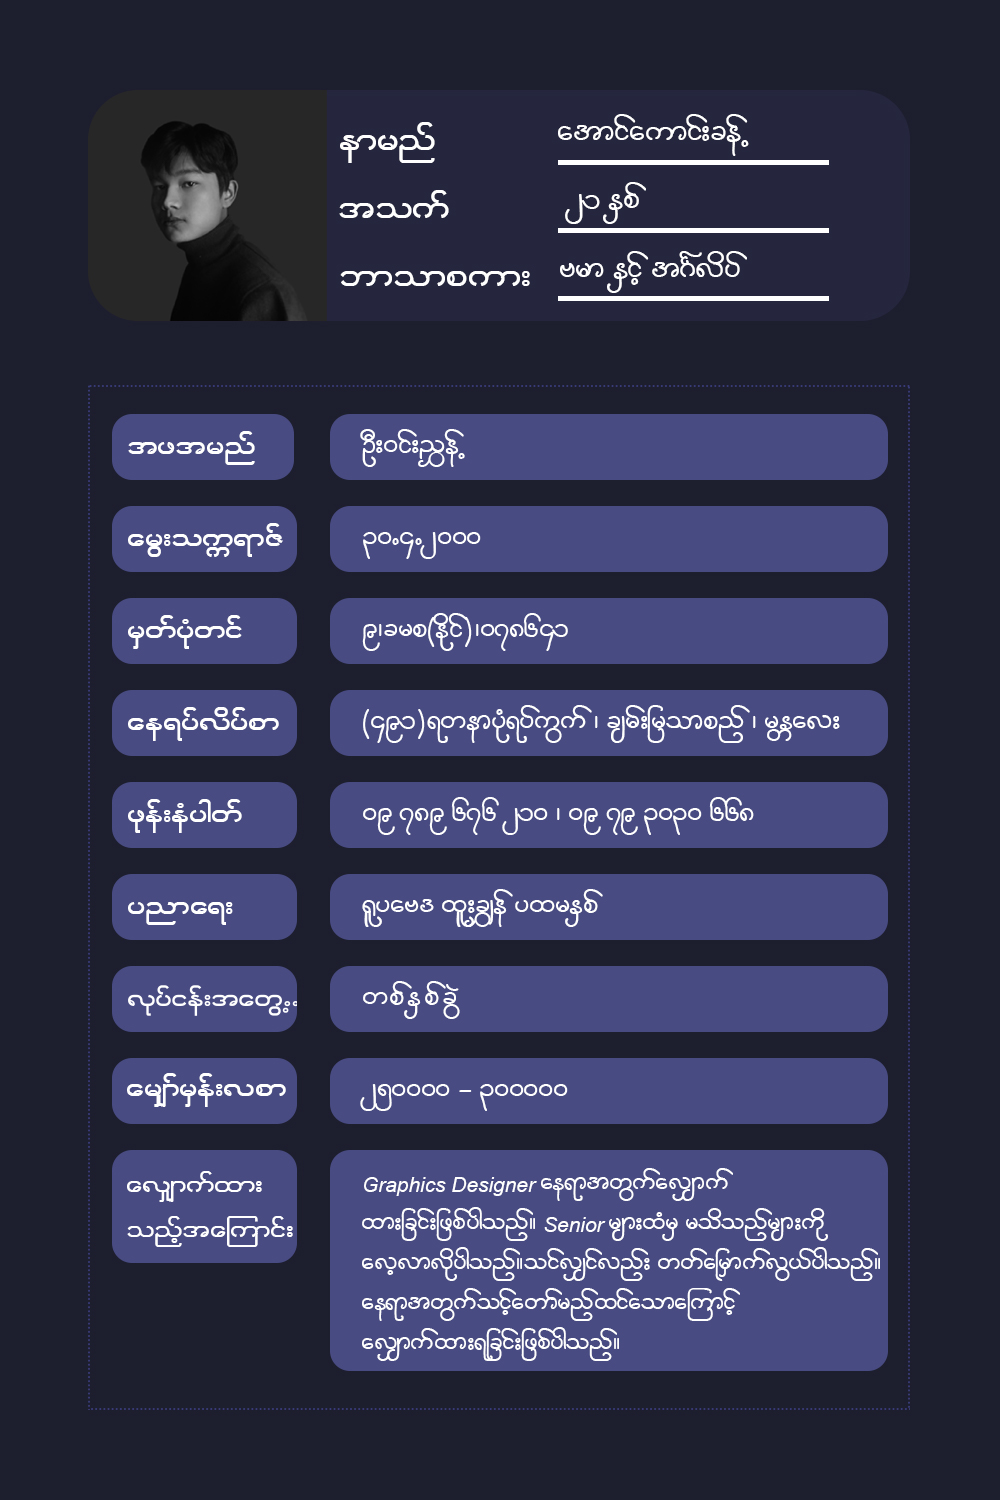 နာမည် အောင်ကောင်းခန့်
အသက် ၂၁ နှစ်
ဘာသာစကား ဗမာ နှင့် အင်္ဂလိပ်
အဖအမည် ဦးဝင်းညွှန့်
မွေးသက္ကရာဇ် ၃၀.၄.၂၀၀၀
မှတ်ပုံတင် ၉၊ခမစ(နိုင်)၊၀၇၈၆၄၁
နေရပ်လိပ်စာ (၄၉၁)ရတနာပုံရပ်ကွက် ၊ ချမ်းမြသာစည် ၊ မန္တလေး
ဖုန်းနံပါတ် ၀၉ ၇၈၉ ၆၇၆ ၂၁၀ ၊ ၀၉ ၇၉ ၃၀၃၀ ၆၆၈
ပညာရေး ရူပဗေဒ ထူးချွန် ပထမနှစ်
လုပ်ငန်းအတွေ့. တစ်နှစ်ခွဲ
မျှော်မှန်းလစာ ၂၅၀၀၀၀ – ၃၀၀၀၀၀
လျှောက်ထား
သည့်အကြောင်း
Graphics Designer နေရာအတွက်လျှောက်
ထားခြင်းဖြစ်ပါသည်။ Senior များထံမှ မသိသည်များကို
လေ့လာလိုပါသည်။သင်လျှင်လည်း တတ်မြှောက်လွယ်ပါသည်။
နေရာအတွက်သင့်တော်မည်ထင်သောကြောင့်
လျှောက်ထားရခြင်းဖြစ်ပါသည်။